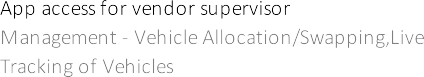 App access for vendor supervisor
Management - Vehicle Allocation/Swapping,Live
Tracking of Vehicles